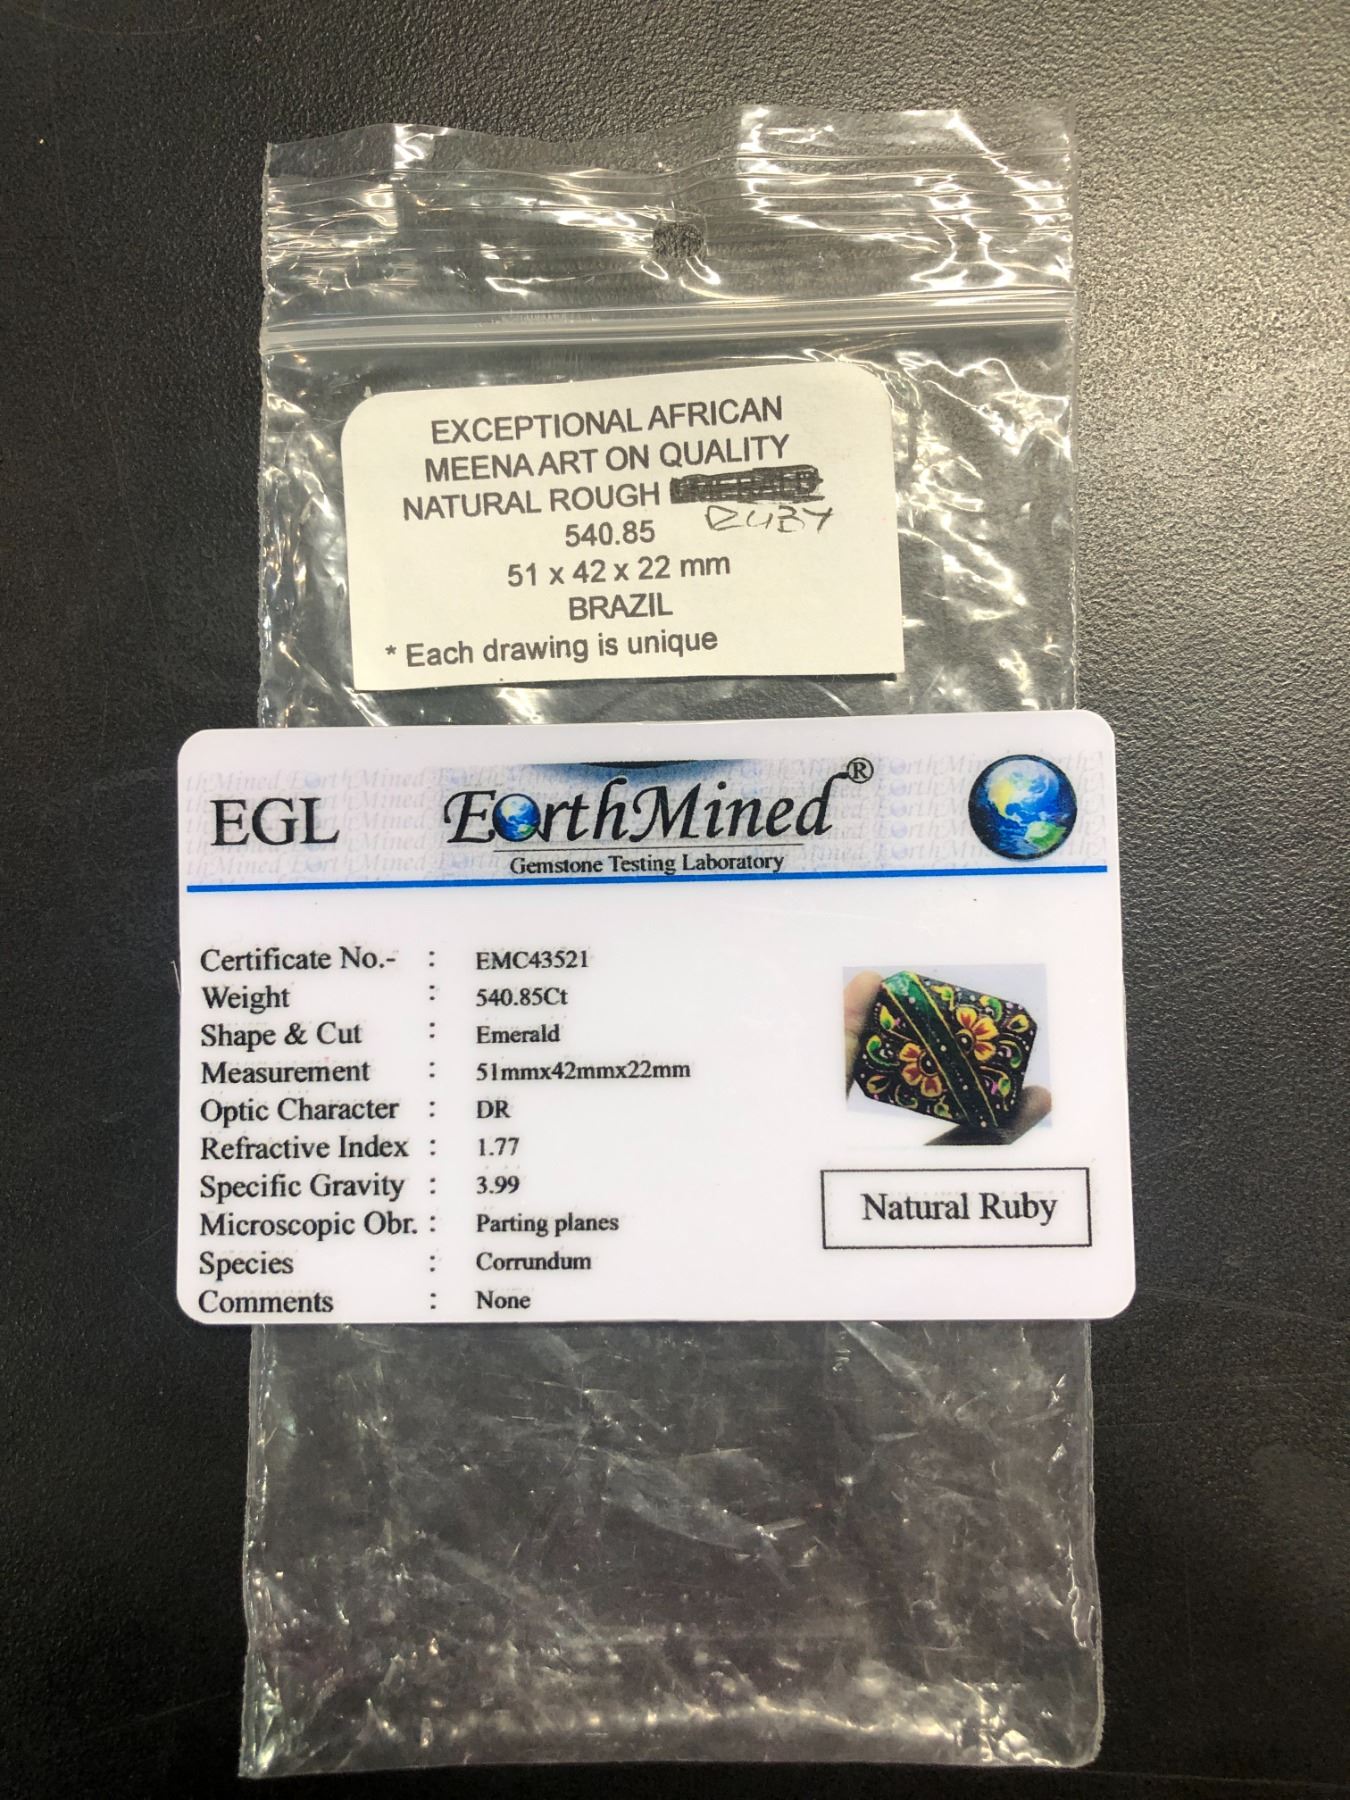 EXCEPTIONAL AFRICAN
MEENA ART ON QUALITY
NATURAL ROUGH EMERALD
RUBY
540.85
51 x 42 x 22 mm
BRAZIL
* Each drawing is unique
EGL EarthMined®
Gemstone Testing Laboratory
Certificate No.- : EMC43521
Weight : 540.85Ct
Shape & Cut : Emerald
Measurement : 51mmx42mmx22mm
Optic Character : DR
Refractive Index : 1.77
Specific Gravity : 3.99
Microscopic Obr. : Parting planes
Species : Corrundum
Comments : None
Natural Ruby